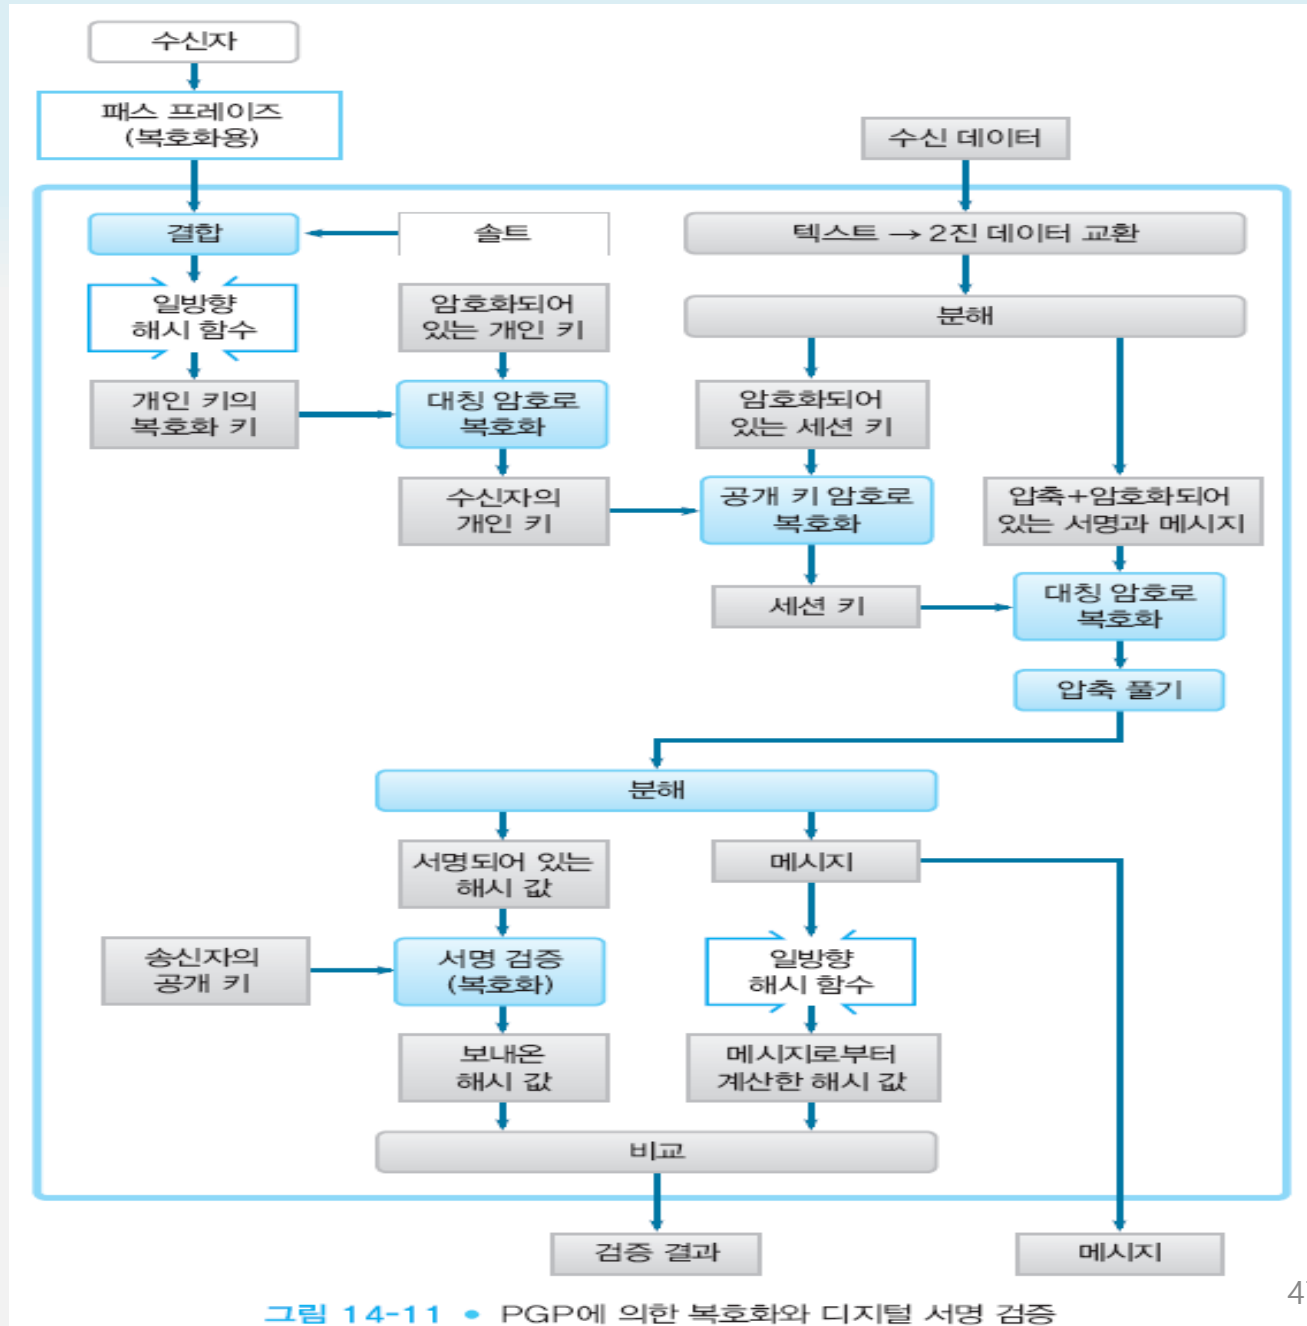 수신자
패스 프레이즈
(복호화용)
수신 데이터
결합
솔트
텍스트 → 2진 데이터 교환
일방향
해시 함수
암호화되어
있는 개인 키
분해
개인 키의
복호화 키
대칭 암호로
복호화
암호화되어
있는 세션 키
수신자의
개인 키
공개 키 암호로
복호화
압축+암호화되어
있는 서명과 메시지
세션 키
대칭 암호로
복호화
압축 풀기
분해
서명되어 있는
해시 값
메시지
송신자의
공개 키
서명 검증
(복호화)
일방향
해시 함수
보내온
해시 값
메시지로부터
계산한 해시 값
비교
검증 결과
메시지
그림 14-11 • PGP에 의한 복호화와 디지털 서명 검증